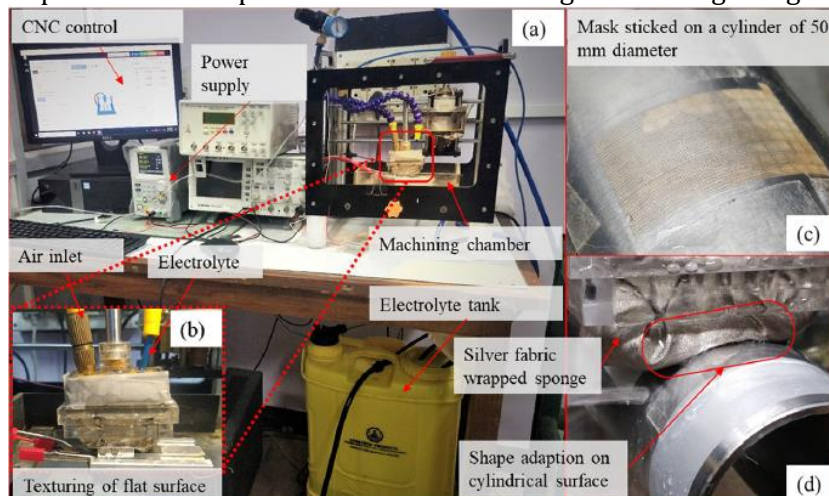 CNC control
(a)
Mask sticked on a cylinder of 50
mm diameter
Power
supply
(c)
Machining chamber
Air inlet
Electrolyte
(b)
Electrolyte tank
Silver fabric
wrapped sponge
Texturing of flat surface
Shape adaption on
cylindrical surface
(d)